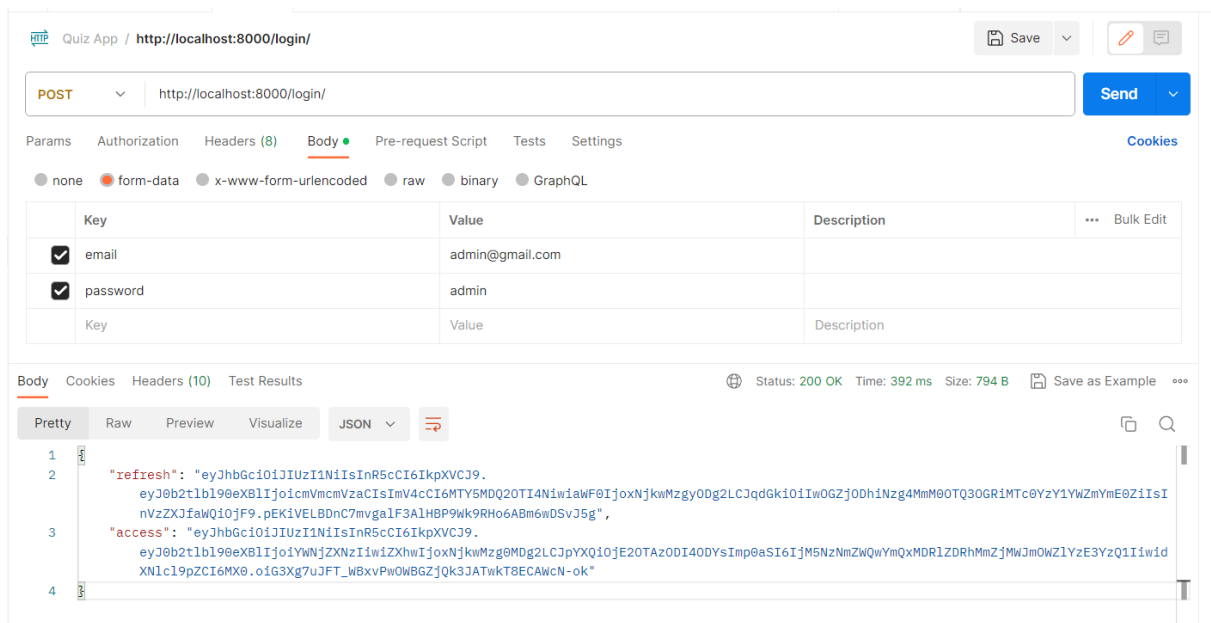 HTTP Quiz App / http://localhost:8000/login/ Save
POST http://localhost:8000/login/ Send
Params Authorization Headers (8) Body Pre-request Script Tests Settings Cookies
none form-data x-www-form-urlencoded raw binary GraphQL
Key Value Description Bulk Edit
email admin@gmail.com
password admin
Key Value Description
Body Cookies Headers (10) Test Results Status: 200 OK Time: 392 ms Size: 794 B Save as Example
Pretty Raw Preview Visualize JSON
1 {
2 "refresh": "eyJhbGciOiJIUzI1NiIsInR5cCI6IkpXVCJ9.
eyJ0b2tlbl90eXBlIjoicmVmcmVzaCIsImV4cCI6MTY5MDQ2OTI4NiwiaWF0IjoxNjkwMzgyODg2LCJqdGkiOiIwOGZjODhiNzg4MmM0OTQ3OGRiMTc0YzY1YWZmYmE0ZiIsI
nVzZXJfaWQiOjF9.pEKiVELBDnC7mvgalF3AlHBP9Wk9RHo6ABm6wDSvJ5g",
3 "access": "eyJhbGciOiJIUzI1NiIsInR5cCI6IkpXVCJ9.
eyJ0b2tlbl90eXBlIjoiYWNjZXNzIiwiZXhwIjoxNjkwMzg0MDg2LCJpYXQiOjE2OTAzODI4ODYsImp0aSI6IjM5NzNmZWQwYmQxMDRlZDRhMmZjMWJmOWZlYzE3YzQ1Iiwid
XNlcl9pZCI6MX0.oiG3Xg7uJFT_WBxvPwOWBGZjQk3JATwkT8ECAWcN-ok"
4 }